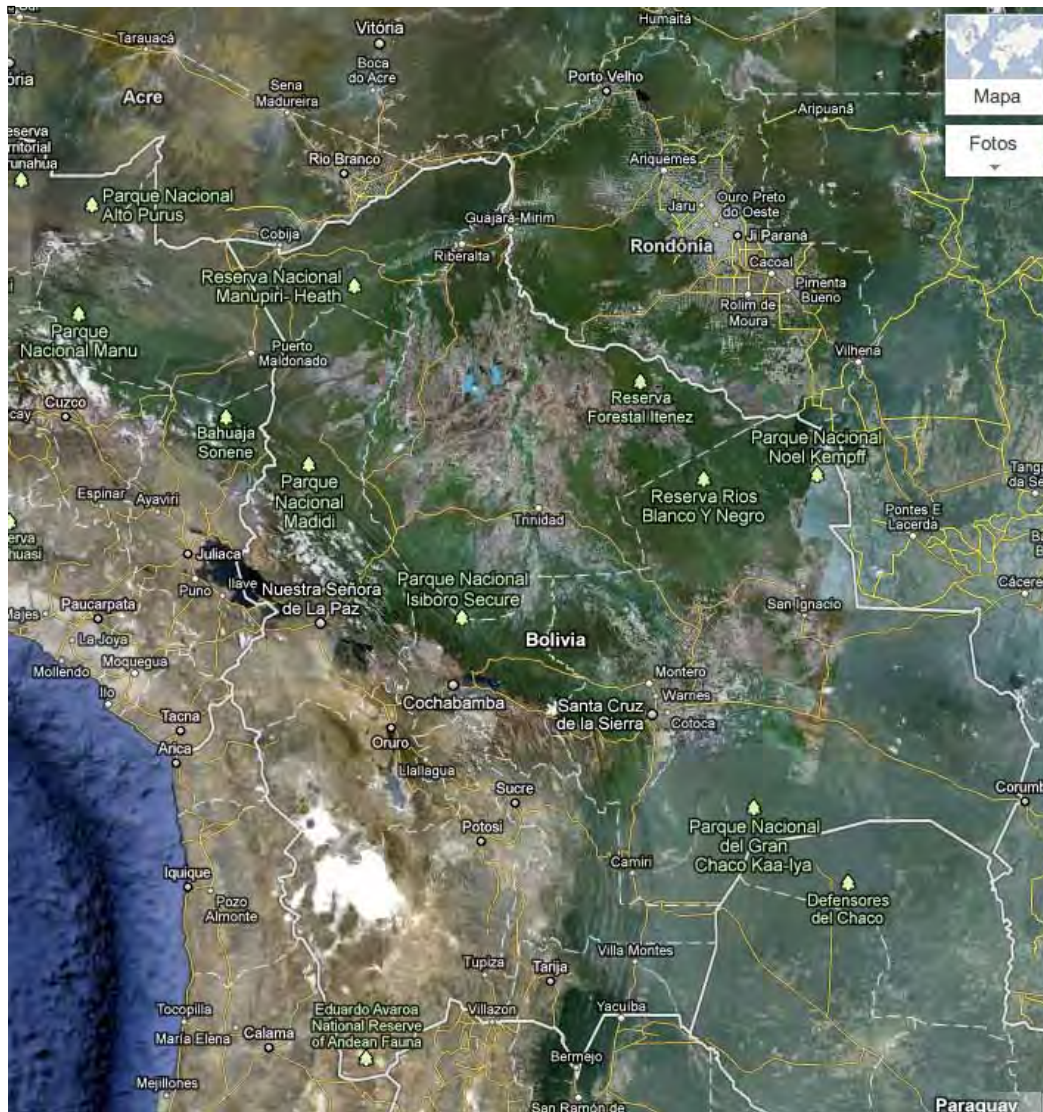 Humaitá
Tarauacá
Vitória
Boca
do Acre
Sena
Madureira
Porto Velho
Mapa
Acre
Aripuanã
Fotos
Rio Branco
Ariquemes
Parque Nacional
Alto Purus
Jaru
Ouro Preto
do Oeste
Guajará-Mirim
Cobija
Riberalta
Rondônia
Ji Paraná
Cacoal
Reserva Nacional
Manupiri- Heath
Pimenta
Bueno
Rolim de
Moura
Parque
Nacional Manu
Puerto
Maldonado
Vilhena
Cuzco
Reserva
Forestal Itenez
Bahuaja
Sonene
Parque Nacional
Noel Kempff
Parque
Nacional
Madidi
Espinar
Ayaviri
Reserva Rios
Blanco Y Negro
Trinidad
Pontes E
Lacerda
Juliaca
Ilave
Puno
Nuestra Señora
de La Paz
Parque Nacional
Isiboro Secure
Majes
Paucarpata
San Ignacio
La Joya
Bolivia
Mollendo
Moquegua
Ilo
Montero
Warnes
Cochabamba
Santa Cruz
de la Sierra
Cotoca
Tacna
Arica
Oruro
Llallagua
Sucre
Corumb
Potosi
Parque Nacional
del Gran
Chaco Kaa-Iya
Camiri
Iquique
Pozo
Almonte
Defensores
del Chaco
Villa Montes
Tupiza
Tarija
Tocopilla
Eduardo Avaroa
National Reserve
of Andean Fauna
Villazon
Yacuiba
María Elena
Calama
Bermejo
Mejillones
San Ramón de
Paraguay